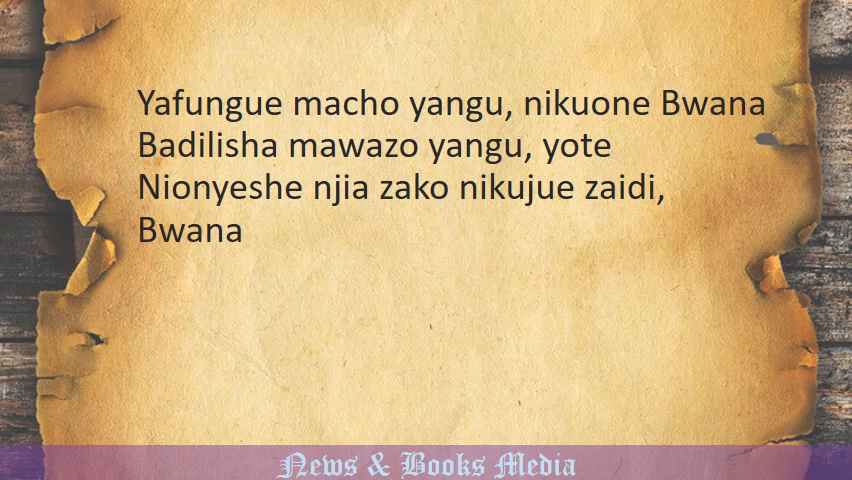 Yafungue macho yangu, nikuone Bwana
Badilisha mawazo yangu, yote
Nionyeshe njia zako nikujue zaidi,
Bwana
News & Books Media